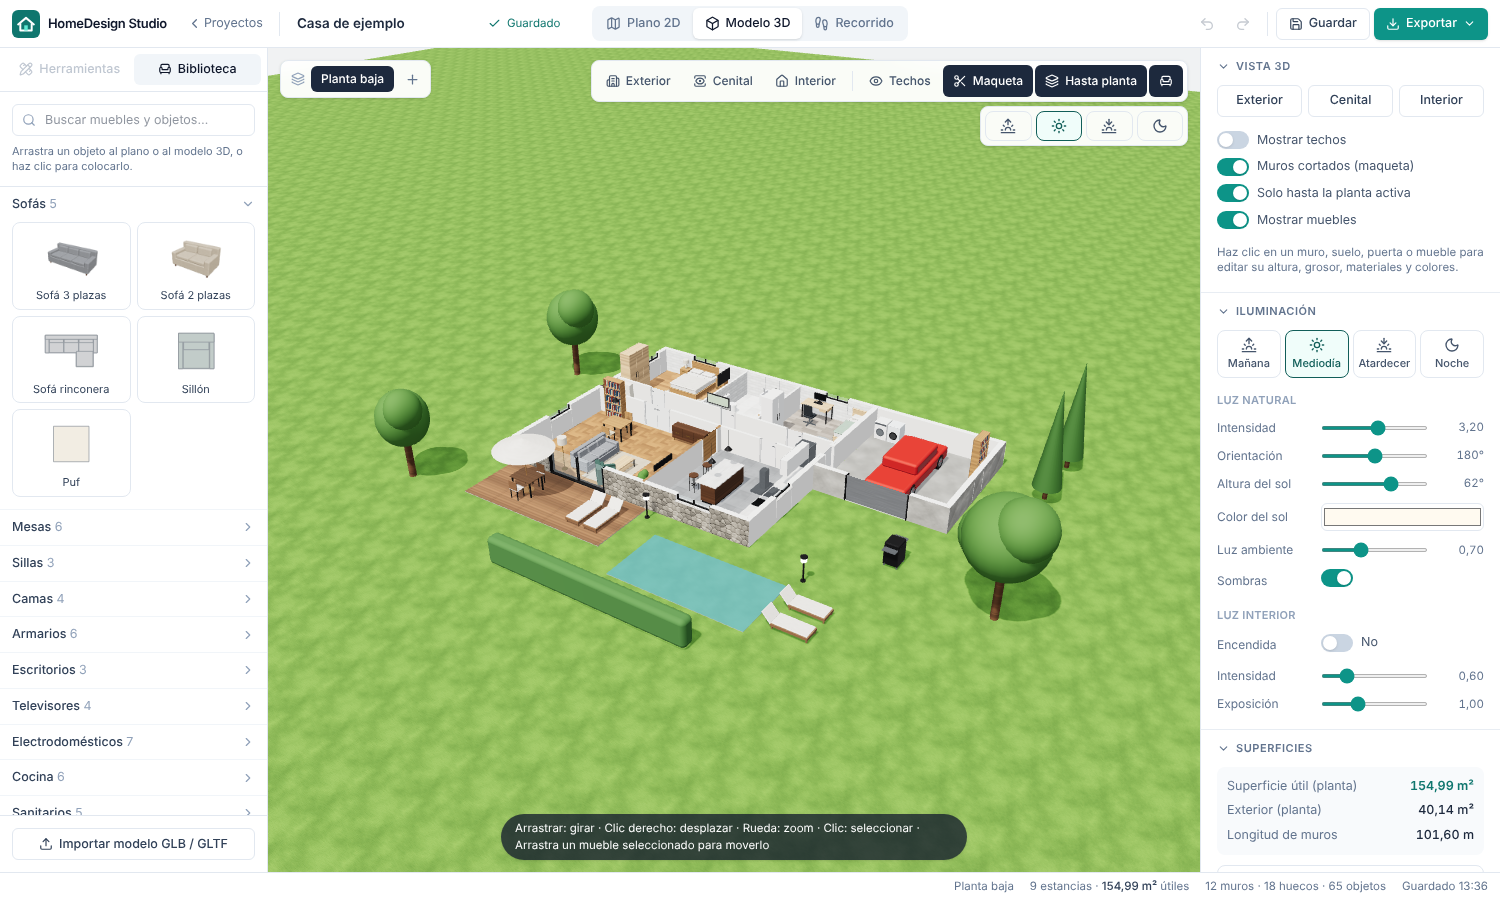 HomeDesign Studio
Proyectos
Casa de ejemplo
Guardado
Plano 2D
Modelo 3D
Recorrido
Guardar
Exportar
Herramientas
Biblioteca
Buscar muebles y objetos...
Arrastra un objeto al plano o al modelo 3D, o
haz clic para colocarlo.
Sofás 5
Sofá 3 plazas
Sofá 2 plazas
Sofá rinconera
Sillón
Puf
Mesas 6
Sillas 3
Camas 4
Armarios 6
Escritorios 3
Televisores 4
Electrodomésticos 7
Cocina 6
Sanitarios 5
Importar modelo GLB / GLTF
Planta baja
Exterior
Cenital
Interior
Techos
Maqueta
Hasta planta
Arrastrar: girar · Clic derecho: desplazar · Rueda: zoom · Clic: seleccionar ·
Arrastra un mueble seleccionado para moverlo
VISTA 3D
Exterior
Cenital
Interior
Mostrar techos
Muros cortados (maqueta)
Solo hasta la planta activa
Mostrar muebles
Haz clic en un muro, suelo, puerta o mueble para
editar su altura, grosor, materiales y colores.
ILUMINACIÓN
Mañana
Mediodía
Atardecer
Noche
LUZ NATURAL
Intensidad 3,20
Orientación 180°
Altura del sol 62°
Color del sol
Luz ambiente 0,70
Sombras
LUZ INTERIOR
Encendida No
Intensidad 0,60
Exposición 1,00
SUPERFICIES
Superficie útil (planta) 154,99 m²
Exterior (planta) 40,14 m²
Longitud de muros 101,60 m
Planta baja 9 estancias · 154,99 m² útiles 12 muros · 18 huecos · 65 objetos Guardado 13:36